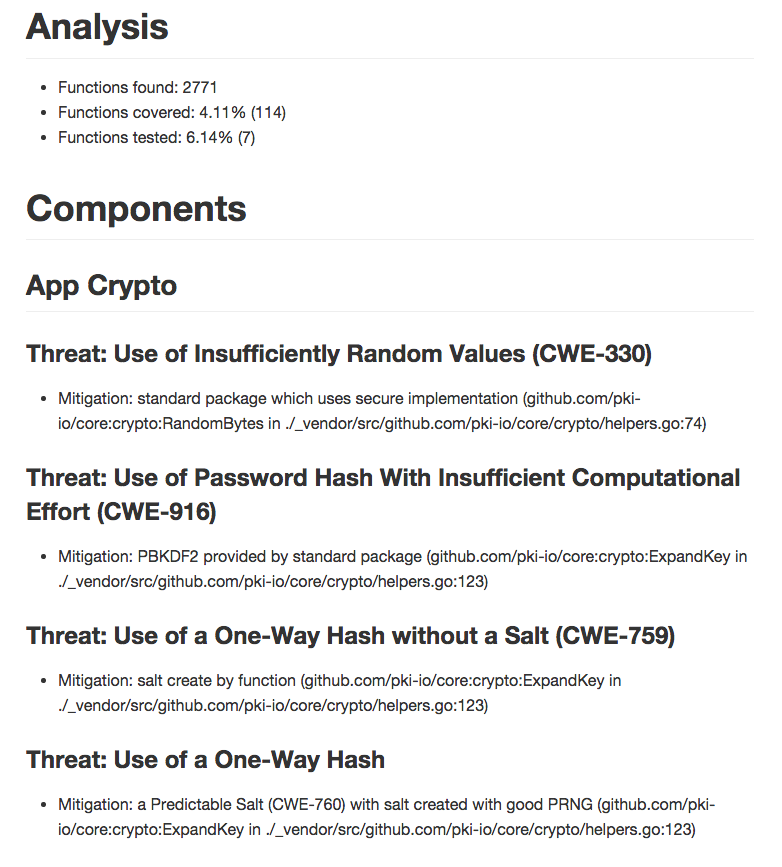 Analysis
Functions found: 2771
Functions covered: 4.11% (114)
Functions tested: 6.14% (7)
Components
App Crypto
Threat: Use of Insufficiently Random Values (CWE-330)
Mitigation: standard package which uses secure implementation (github.com/pki-
io/core:crypto:RandomBytes in ./_vendor/src/github.com/pki-io/core/crypto/helpers.go:74)
Threat: Use of Password Hash With Insufficient Computational
Effort (CWE-916)
Mitigation: PBKDF2 provided by standard package (github.com/pki-io/core:crypto:ExpandKey in
./_vendor/src/github.com/pki-io/core/crypto/helpers.go:123)
Threat: Use of a One-Way Hash without a Salt (CWE-759)
Mitigation: salt create by function (github.com/pki-io/core:crypto:ExpandKey in
./_vendor/src/github.com/pki-io/core/crypto/helpers.go:123)
Threat: Use of a One-Way Hash
Mitigation: a Predictable Salt (CWE-760) with salt created with good PRNG (github.com/pki-
io/core:crypto:ExpandKey in ./_vendor/src/github.com/pki-io/core/crypto/helpers.go:123)